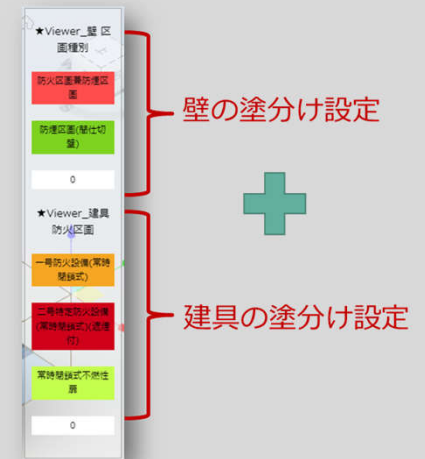 ★Viewer_壁 区
画種別
防火区画兼防煙区
画
防煙区画(間仕切
壁)
0
壁の塗分け設定
★Viewer_建具
防火区画
一号防火設備(常時
閉鎖式)
二号特定防火設備
(常時閉鎖式)(遮煙
付)
常時閉鎖式不燃性
扉
0
建具の塗分け設定